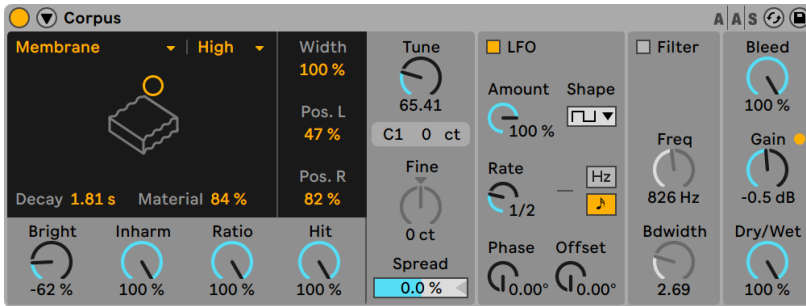 Corpus
A A S
Membrane
High
Decay 1.81 s
Material 84 %
Width
100 %
Pos. L
47 %
Pos. R
82 %
Bright
-62 %
Inharm
100 %
Ratio
100 %
Hit
100 %
Tune
65.41
C1 0 ct
Fine
0 ct
Spread
0.0 %
LFO
Amount
100 %
Shape
Rate
1/2
Hz
Phase
0.00°
Offset
0.00°
Filter
Freq
826 Hz
Bdwidth
2.69
Bleed
100 %
Gain
-0.5 dB
Dry/Wet
100 %